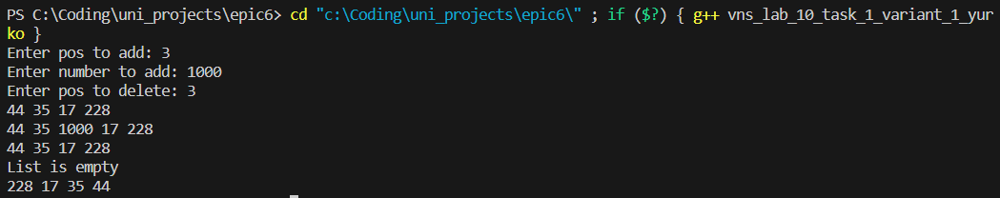 PS C:\Coding\uni_projects\epic6> cd "c:\Coding\uni_projects\epic6\" ; if ($?) { g++ vns_lab_10_task_1_variant_1_yur
ko }
Enter pos to add: 3
Enter number to add: 1000
Enter pos to delete: 3
44 35 17 228
44 35 1000 17 228
44 35 17 228
List is empty
228 17 35 44